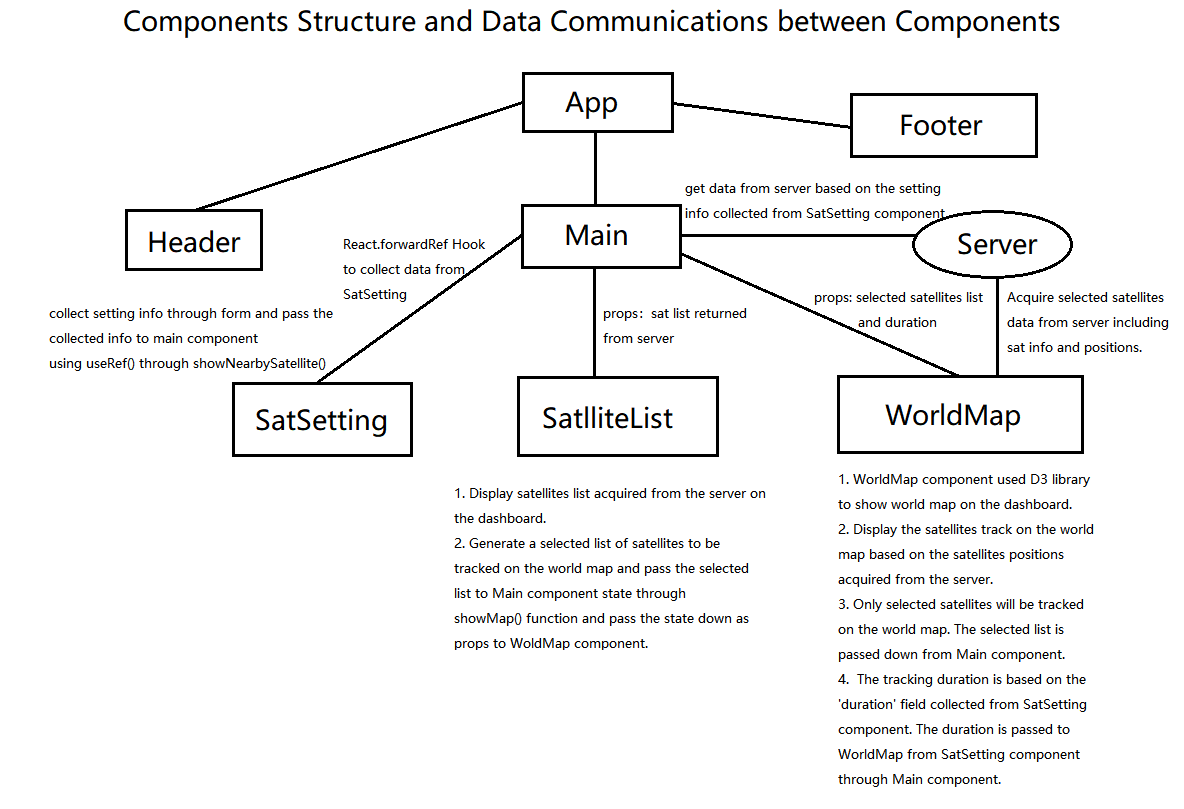 Components Structure and Data Communications between Components
App
Footer
get data from server based on the setting
info collected from SatSetting component
Header
Main
Server
React.forwardRef Hook
to collect data from
SatSetting
props: selected satellites list
and duration
Acquire selected satellites
data from server including
sat info and positions.
collect setting info through form and pass the
collected info to main component
using useRef() through showNearbySatellite()
props: sat list returned
from server
SatSetting
SatlliteList
WorldMap
1. Display satellites list acquired from the server on
the dashboard.
2. Generate a selected list of satellites to be
tracked on the world map and pass the selected
list to Main component state through
showMap() function and pass the state down as
props to WoldMap component.
1. WorldMap component used D3 library
to show world map on the dashboard.
2. Display the satellites track on the world
map based on the satellites positions
acquired from the server.
3. Only selected satellites will be tracked
on the world map. The selected list is
passed down from Main component.
4. The tracking duration is based on the
'duration' field collected from SatSetting
component. The duration is passed to
WorldMap from SatSetting component
through Main component.